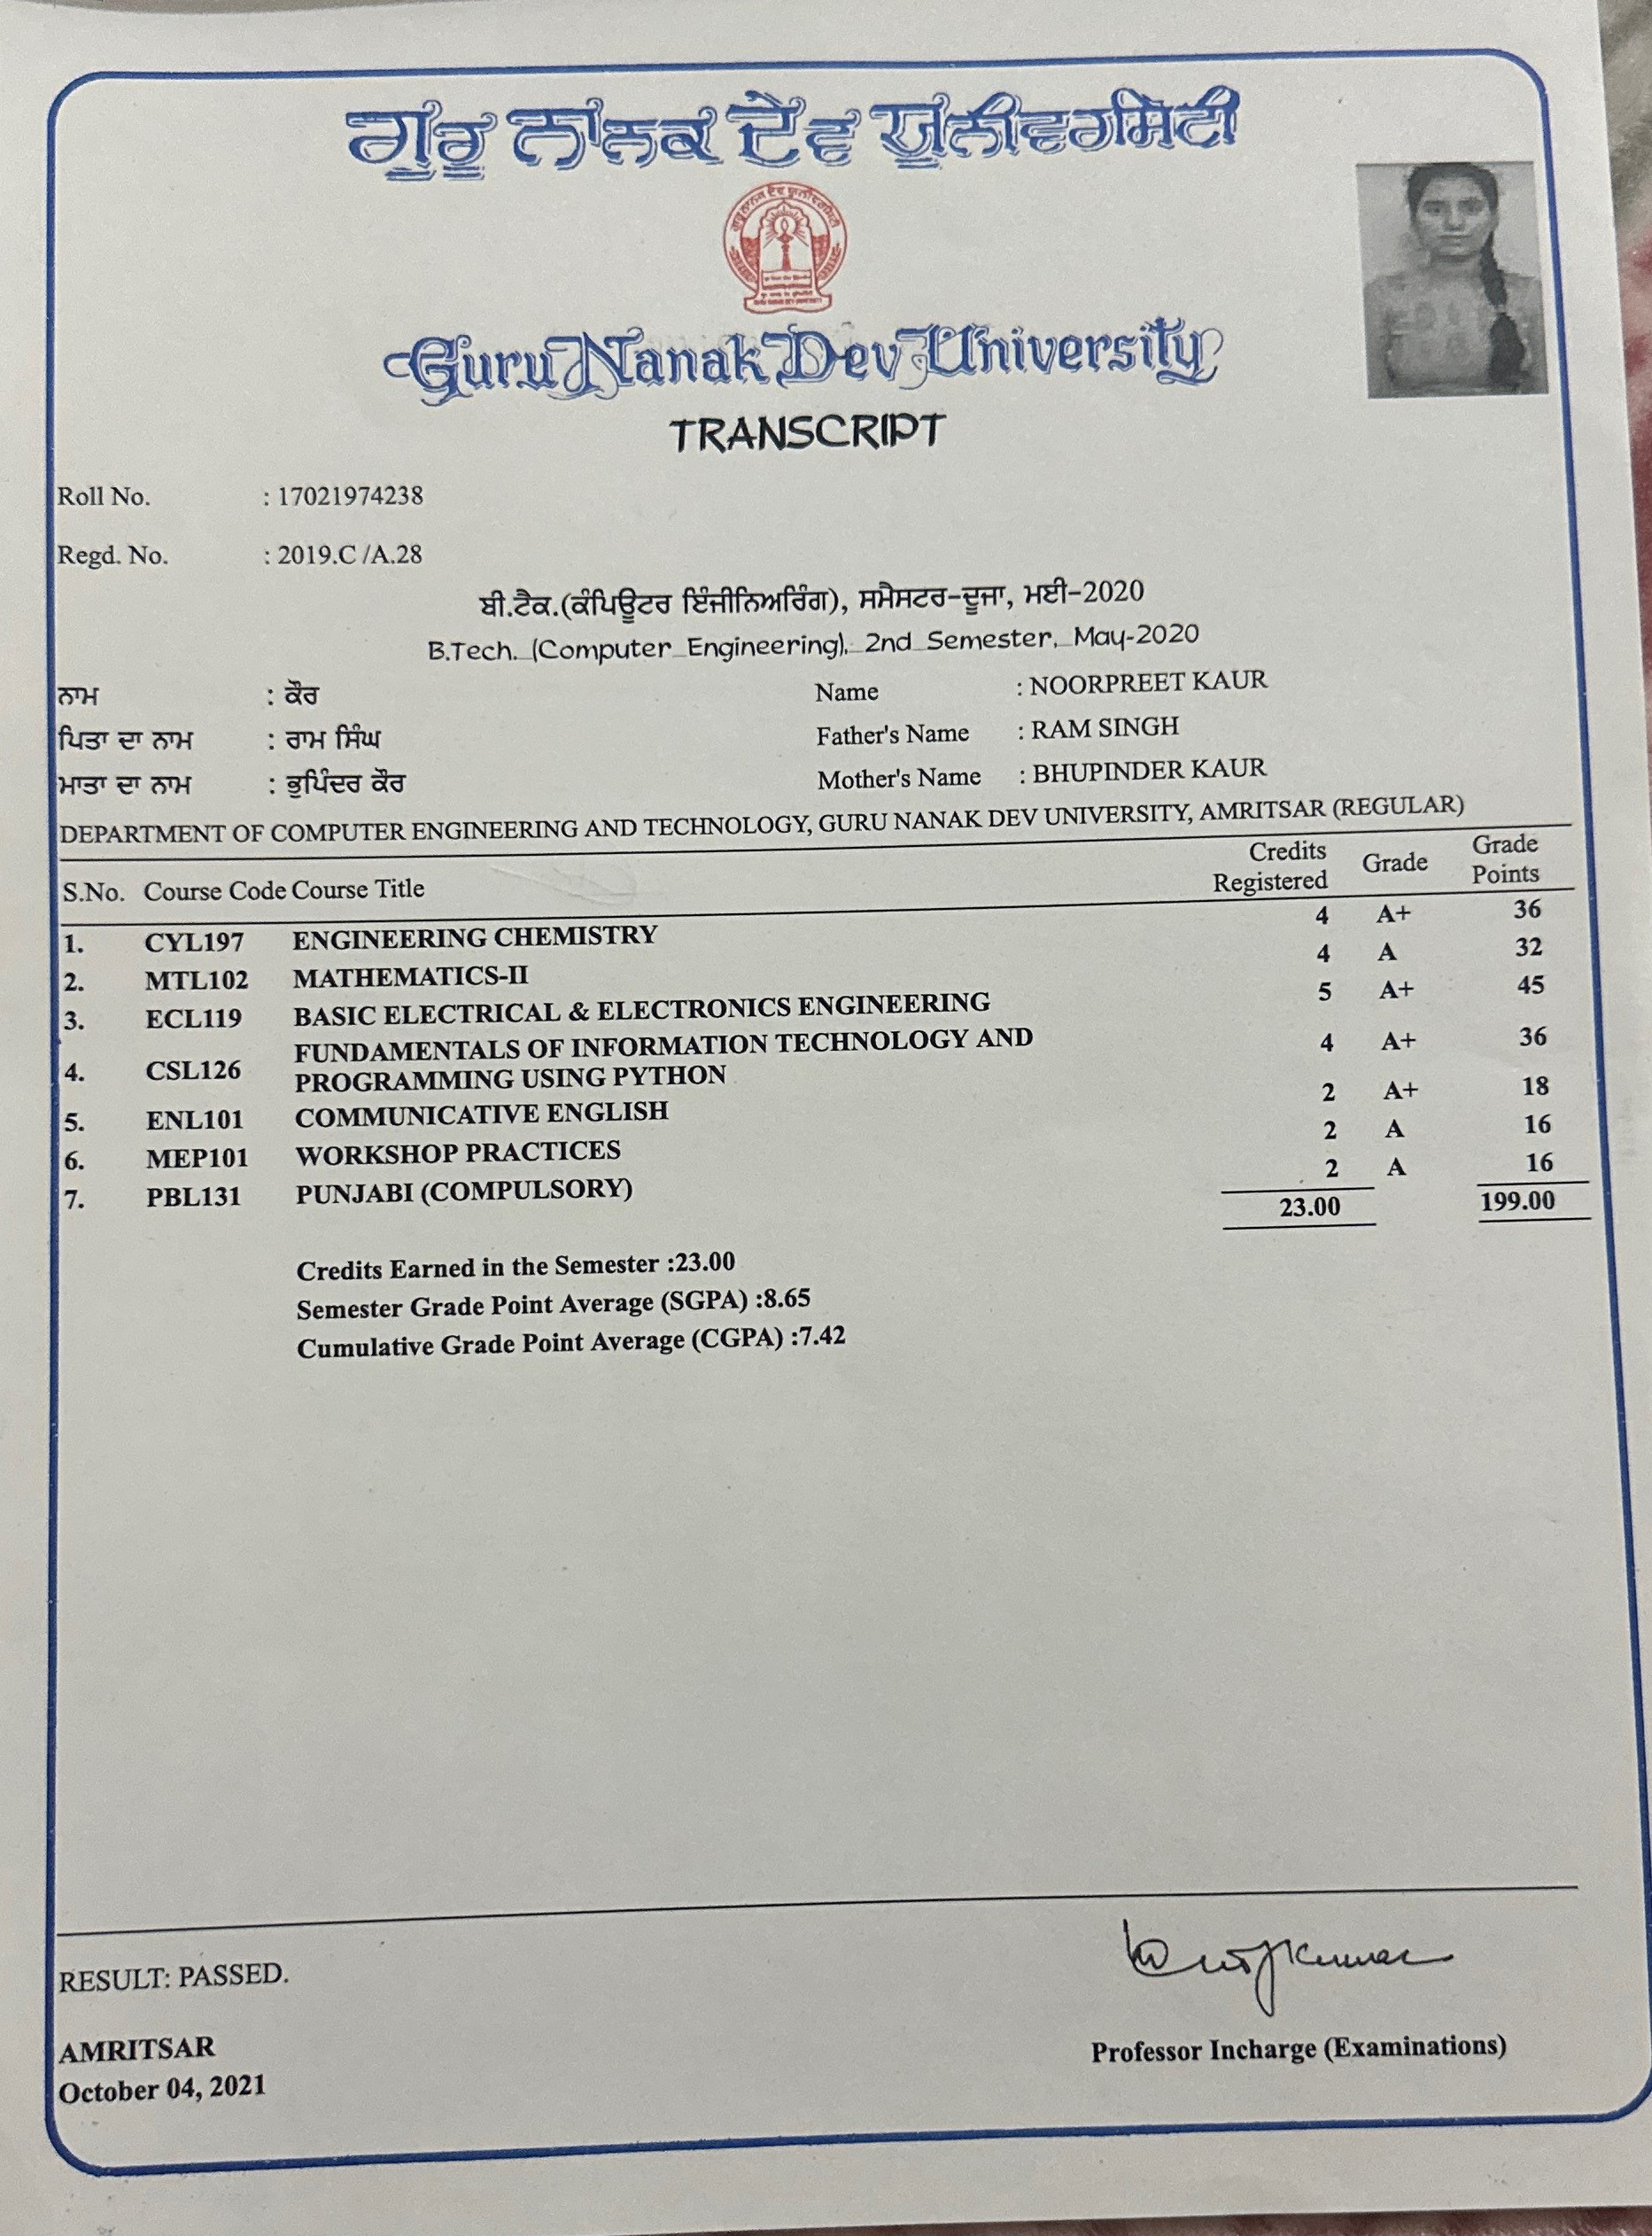 ਗੁਰੂ ਨਾਨਕ ਦੇਵ ਯੂਨੀਵਰਸਿਟੀ
Guru Nanak Dev University
TRANSCRIPT
Roll No. : 17021974238
Regd. No. : 2019.C /A.28
ਬੀ.ਟੈਕ.(ਕੰਪਿਊਟਰ ਇੰਜੀਨਿਅਰਿੰਗ), ਸਮੈਸਟਰ-ਦੂਜਾ, ਮਈ-2020
B.Tech. (Computer Engineering), 2nd Semester, May-2020
ਨਾਮ : ਕੌਰ Name : NOORPREET KAUR
ਪਿਤਾ ਦਾ ਨਾਮ : ਰਾਮ ਸਿੰਘ Father's Name : RAM SINGH
ਮਾਤਾ ਦਾ ਨਾਮ : ਭੁਪਿੰਦਰ ਕੌਰ Mother's Name : BHUPINDER KAUR
DEPARTMENT OF COMPUTER ENGINEERING AND TECHNOLOGY, GURU NANAK DEV UNIVERSITY, AMRITSAR (REGULAR)
S.No. Course Code Course Title Credits Registered Grade Grade Points
1. CYL197 ENGINEERING CHEMISTRY 4 A+ 36
2. MTL102 MATHEMATICS-II 4 A 32
3. ECL119 BASIC ELECTRICAL & ELECTRONICS ENGINEERING 5 A+ 45
4. CSL126 FUNDAMENTALS OF INFORMATION TECHNOLOGY AND 4 A+ 36
PROGRAMMING USING PYTHON
5. ENL101 COMMUNICATIVE ENGLISH 2 A+ 18
6. MEP101 WORKSHOP PRACTICES 2 A 16
7. PBL131 PUNJABI (COMPULSORY) 2 A 16
23.00 199.00
Credits Earned in the Semester :23.00
Semester Grade Point Average (SGPA) :8.65
Cumulative Grade Point Average (CGPA) :7.42
RESULT: PASSED.
AMRITSAR
Professor Incharge (Examinations)
October 04, 2021